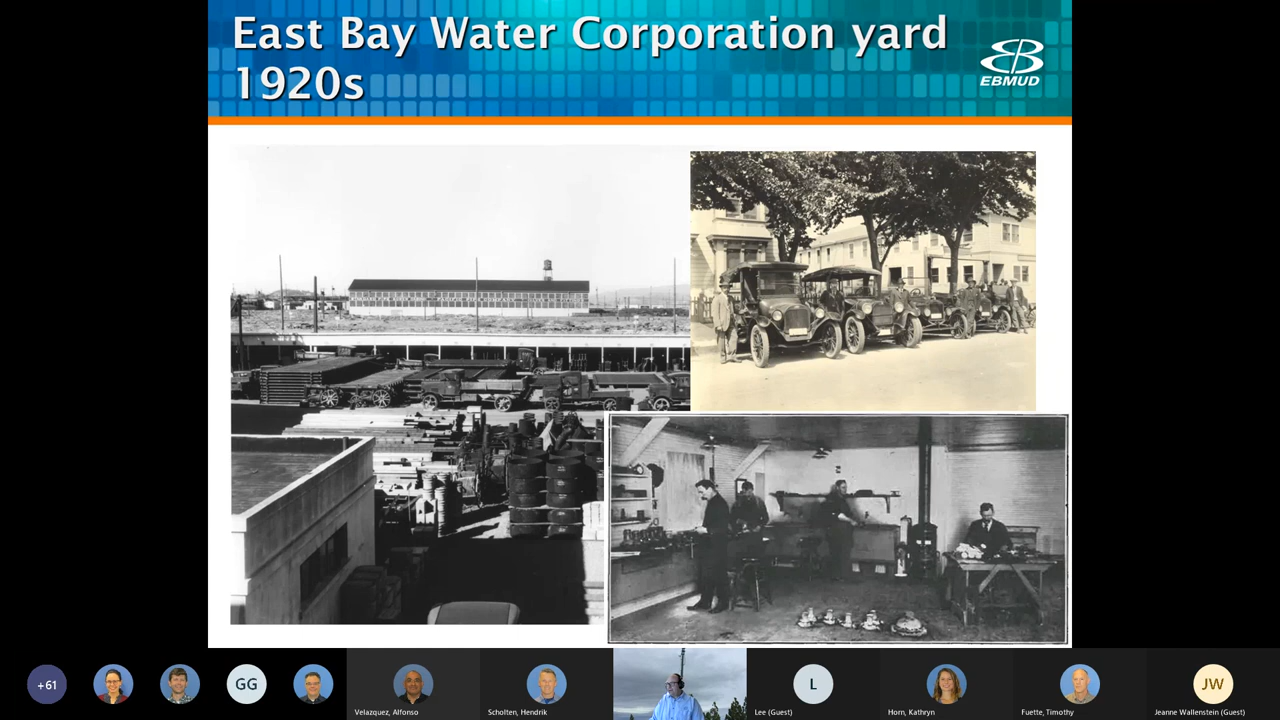 East Bay Water Corporation yard
1920s
EBMUD
+61
GG
Velazquez, Alfonso
Scholten, Hendrik
L
Lee (Guest)
Horn, Kathryn
Fuette, Timothy
JW
Jeanne Wallenstein (Guest)